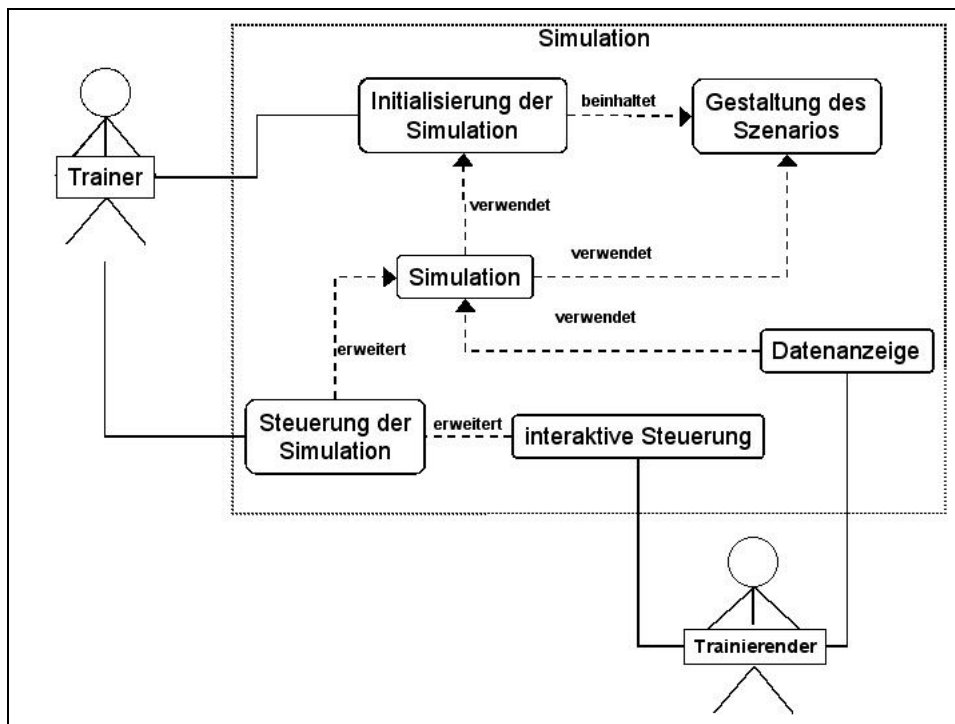 Simulation
Initialisierung der
Simulation
beinhaltet
Gestaltung des
Szenarios
Trainer
verwendet
verwendet
Simulation
verwendet
erweitert
Datenanzeige
Steuerung der
Simulation
erweitert
interaktive Steuerung
Trainierender